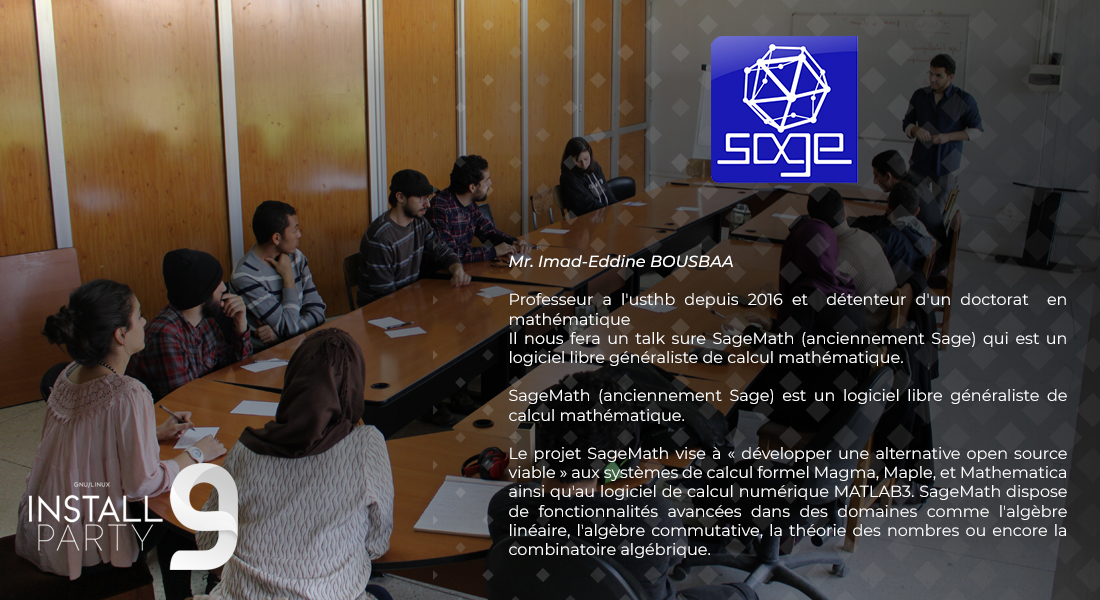 sage
Mr. Imad-Eddine BOUSBAA
Professeur a l'usthb depuis 2016 et détenteur d'un doctorat en
mathématique
Il nous fera un talk sure SageMath (anciennement Sage) qui est un
logiciel libre généraliste de calcul mathématique.
SageMath (anciennement Sage) est un logiciel libre généraliste de
calcul mathématique.
Le projet SageMath vise à « développer une alternative open source
viable » aux systèmes de calcul formel Magma, Maple, et Mathematica
ainsi qu'au logiciel de calcul numérique MATLAB3. SageMath dispose
de fonctionnalités avancées dans des domaines comme l'algèbre
linéaire, l'algèbre commutative, la théorie des nombres ou encore la
combinatoire algébrique.
GNU/LINUX
INSTALL
PARTY
9